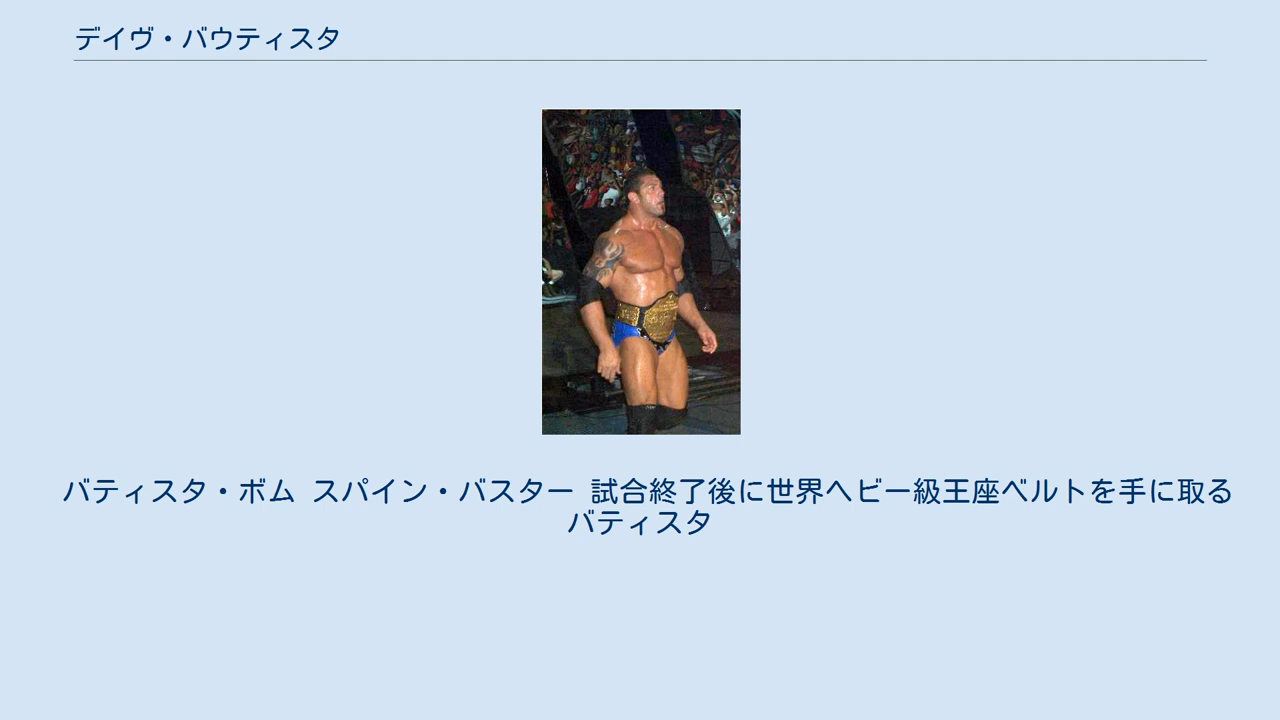 デイヴ・バウティスタ
バティスタ・ボム スパイン・バスター 試合終了後に世界ヘビー級王座ベルトを手に取る
バティスタ